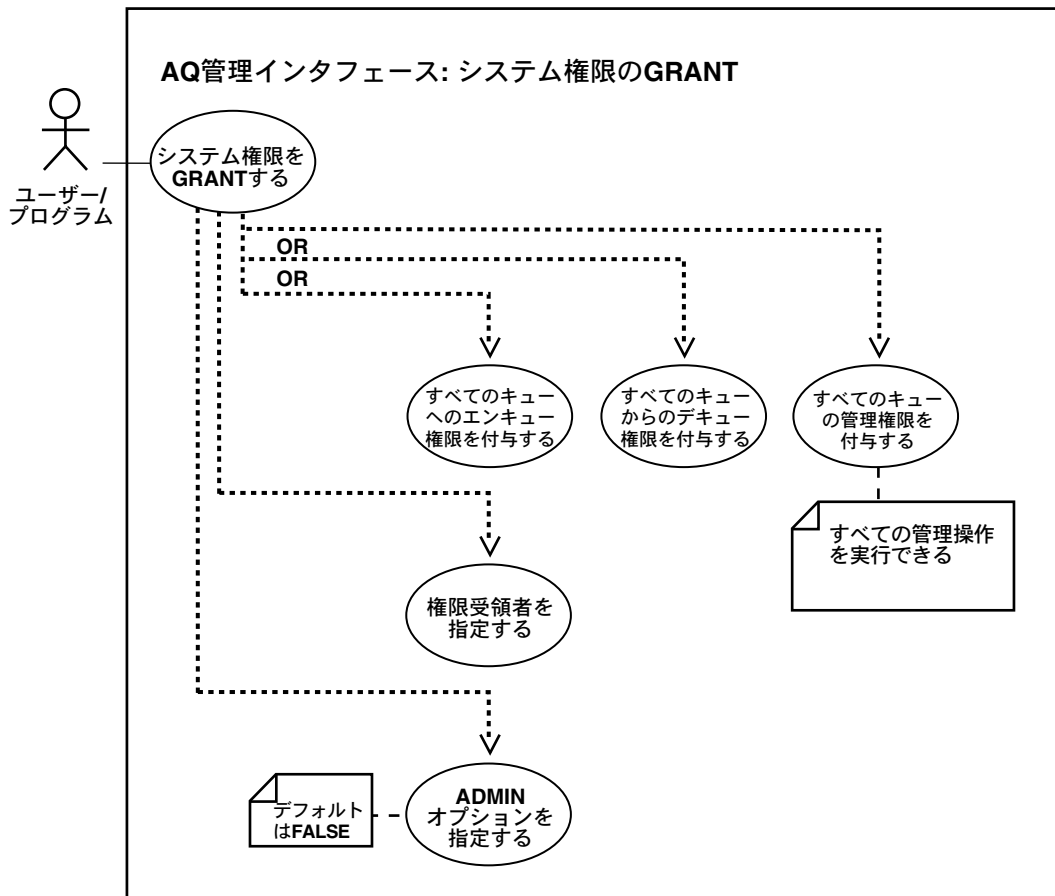 AQ管理インタフェース: システム権限のGRANT
システム権限を
GRANTする
ユーザー/
プログラム
OR
OR
すべてのキュー
へのエンキュー
権限を付与する
すべてのキュー
からのデキュー
権限を付与する
すべてのキュー
の管理権限を
付与する
すべての管理操作
を実行できる
権限受領者を
指定する
デフォルト
はFALSE
ADMIN
オプションを
指定する